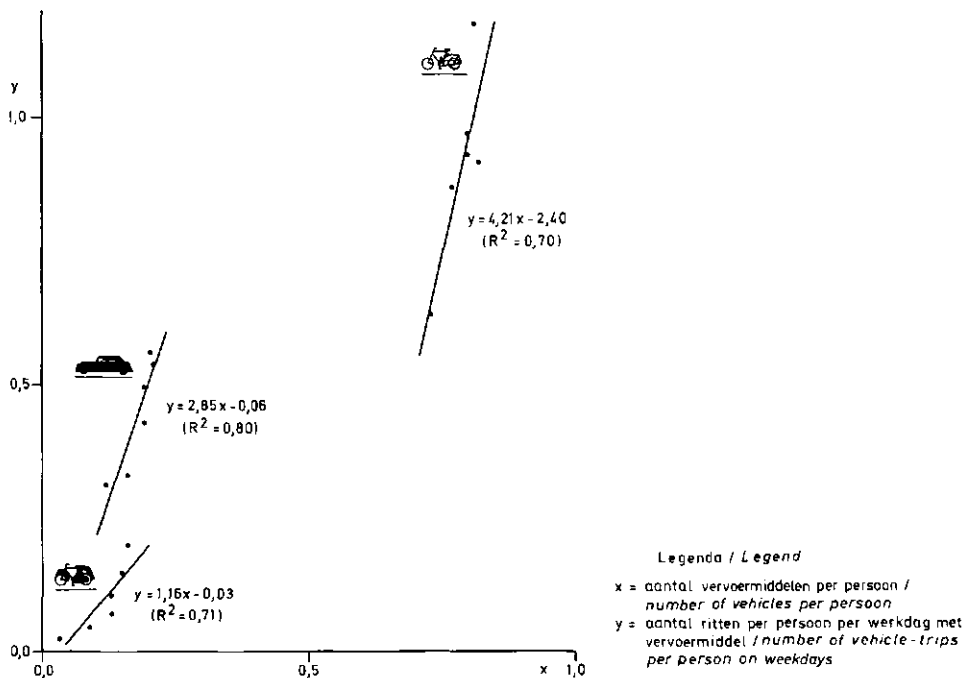 y
1,0
y = 4,21x - 2,40
(R² = 0,70)
0,5
y = 2,85x - 0,06
(R² = 0,80)
y = 1,16x - 0,03
(R² = 0,71)
0,0
0,0
0,5
x
1,0
Legenda / Legend
x = aantal vervoermiddelen per persoon /
number of vehicles per persoon
y = aantal ritten per persoon per werkdag met
vervoermiddel / number of vehicle-trips
per person on weekdays